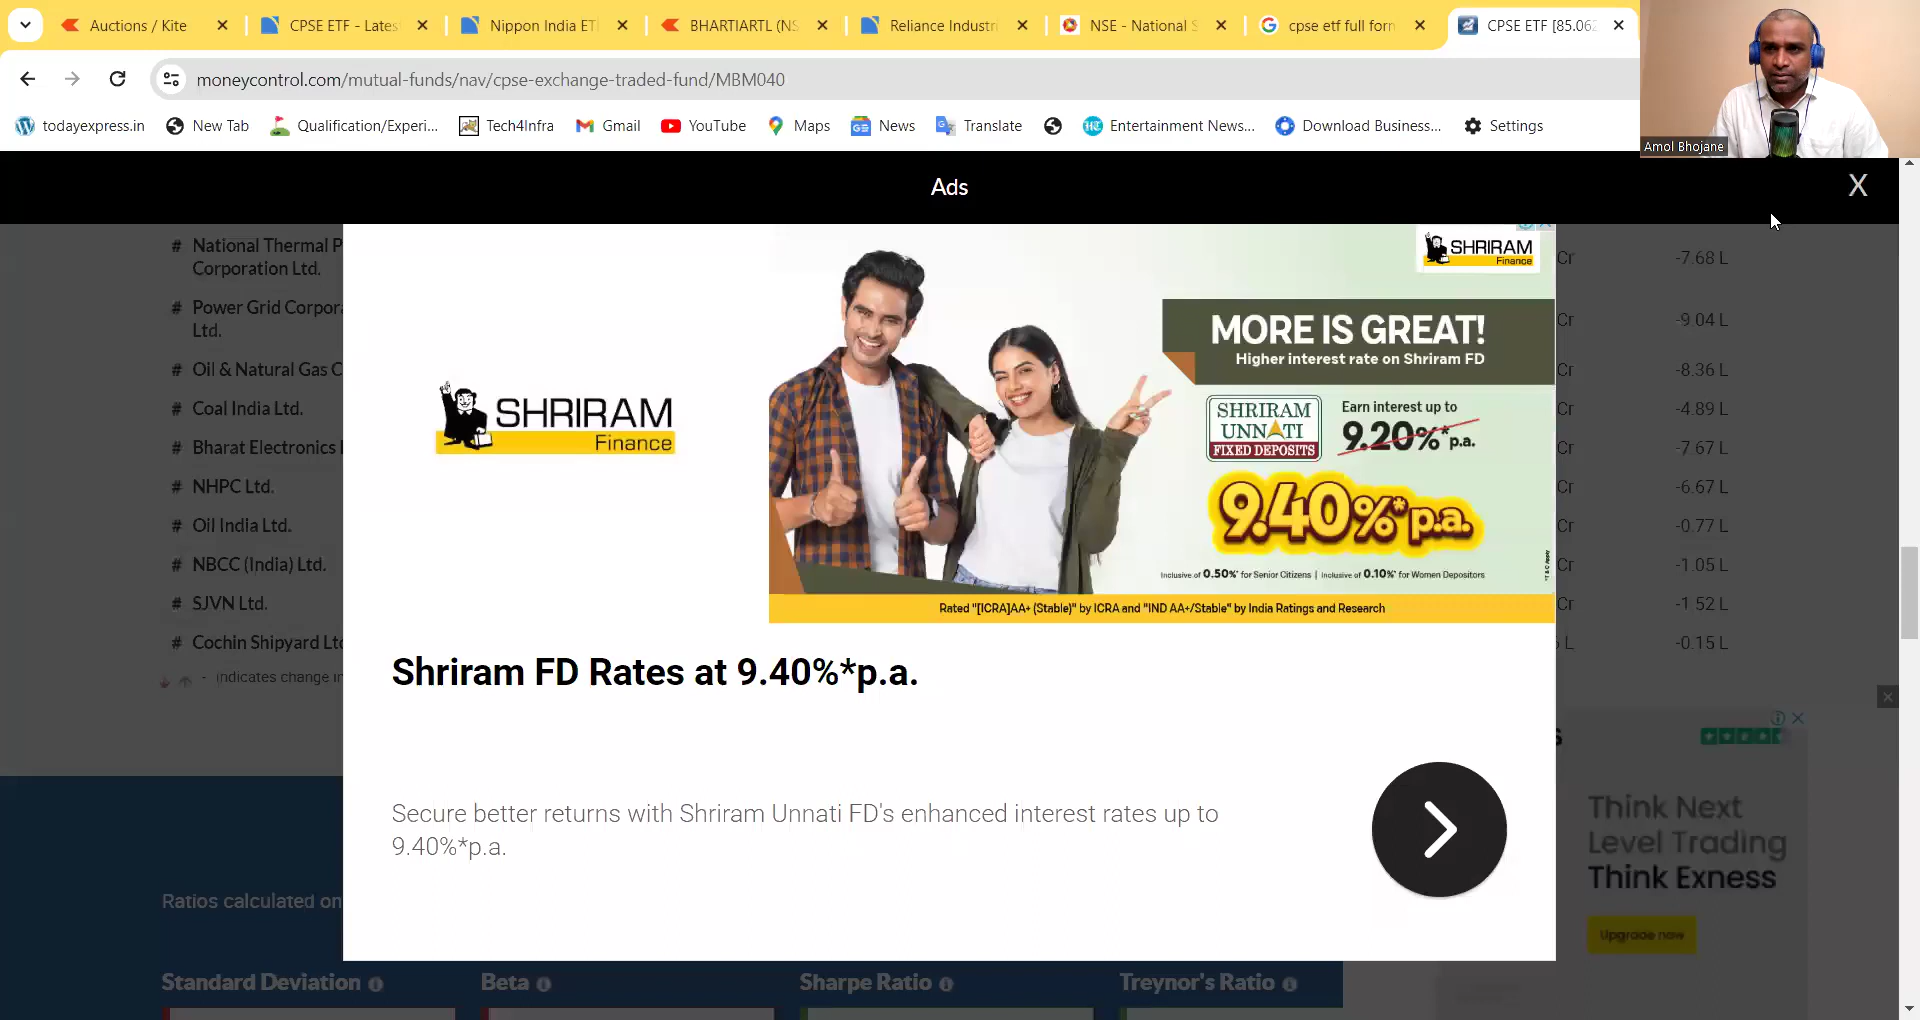 Auctions / Kite
CPSE ETF - Lates
Nippon India ET
BHARTIARTL (NS
Reliance Industri
NSE - National S
cpse etf full forn
CPSE ETF [85.062
moneycontrol.com/mutual-funds/nav/cpse-exchange-traded-fund/MBM040
todayexpress.in
New Tab
Qualification/Experi...
Tech4Infra
Gmail
YouTube
Maps
News
Translate
Entertainment News...
Download Business...
Settings
Amol Bhojane
Ads
X
# National Thermal P
Corporation Ltd.
Cr -7.68 L
# Power Grid Corpora
Ltd.
Cr -9.04 L
# Oil & Natural Gas C
-8.36 L
# Coal India Ltd.
Cr -4.89 L
# Bharat Electronics
Cr -7.67 L
# NHPC Ltd.
Cr -6.67 L
# Oil India Ltd.
Cr -0.77 L
# NBCC (India) Ltd.
Cr -1.05 L
# SJVN Ltd.
Cr -1.52 L
# Cochin Shipyard Ltd
L -0.15 L
- Indicates change in
SHRIRAM
Finance
SHRIRAM
Finance
MORE IS GREAT!
Higher interest rate on Shriram FD
SHRIRAM
UNNATI
FIXED DEPOSITS
Earn interest up to
9.20%* p.a.
9.40%* p.a.
Inclusive of 0.50%* for Senior Citizens | Inclusive of 0.10%* for Women Depositors
*T & C Apply
Rated "[ICRA]AA+ (Stable)" by ICRA and "IND AA+/Stable" by India Ratings and Research
Shriram FD Rates at 9.40%*p.a.
Secure better returns with Shriram Unnati FD's enhanced interest rates up to
9.40%*p.a.
Think Next
Level Trading
Think Exness
Upgrade now
Ratios calculated on
Standard Deviation
Beta
Sharpe Ratio
Treynor's Ratio